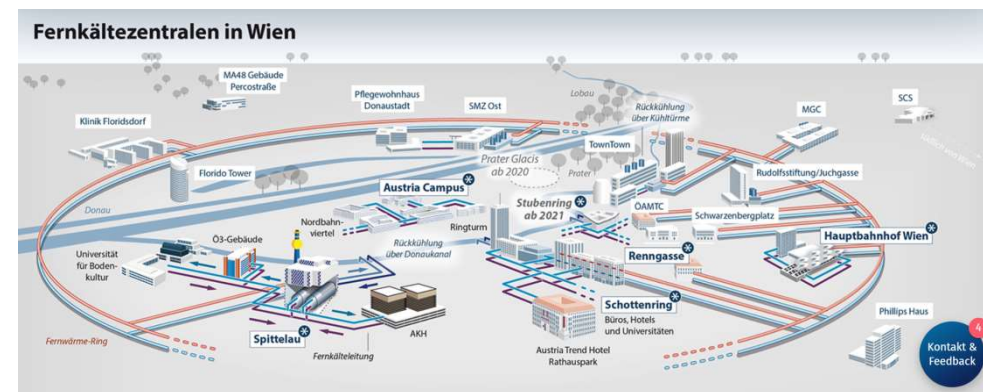 Fernkältezentralen in Wien
MA48 Gebäude
Percostraße
Klinik Floridsdorf
Pflegewohnhaus
Donaustadt
SMZ Ost
Lobau
Rückkühlung
über Kühltürme
MGC
SCS
Florido Tower
Prater Glacis
ab 2020
Prater
TownTown
Rudolfsstiftung/Juchgasse
Donau
Austria Campus
Stubenring
ab 2021
ÖAMTC
Schwarzenbergplatz
Nordbahn-
viertel
Ringturm
Hauptbahnhof Wien
Universität
für Boden-
kultur
Ö3-Gebäude
Rückkühlung
über Donaukanal
Renngasse
Schottenring
Büros, Hotels
und Universitäten
Phillips Haus
Fernwärme-Ring
Spittelau
Fernkälteleitung
AKH
Austria Trend Hotel
Rathauspark
4
Kontakt &
Feedback